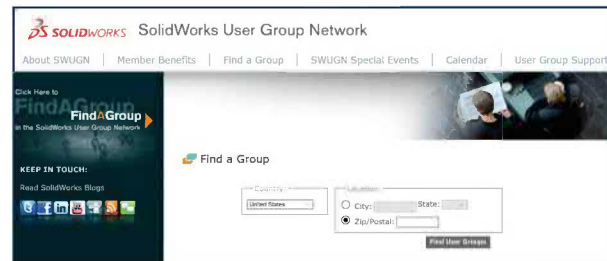 SOLIDWORKS SolidWorks User Group Network
About SWUGN Member Benefits Find a Group SWUGN Special Events Calendar User Group Support
Click Here to
FindAGroup
FindAGroup
in the SolidWorks User Group Network
Find a Group
KEEP IN TOUCH:
Read SolidWorks Blogs
Country
United States
Location
City: State:
Zip/Postal:
Find User Groups